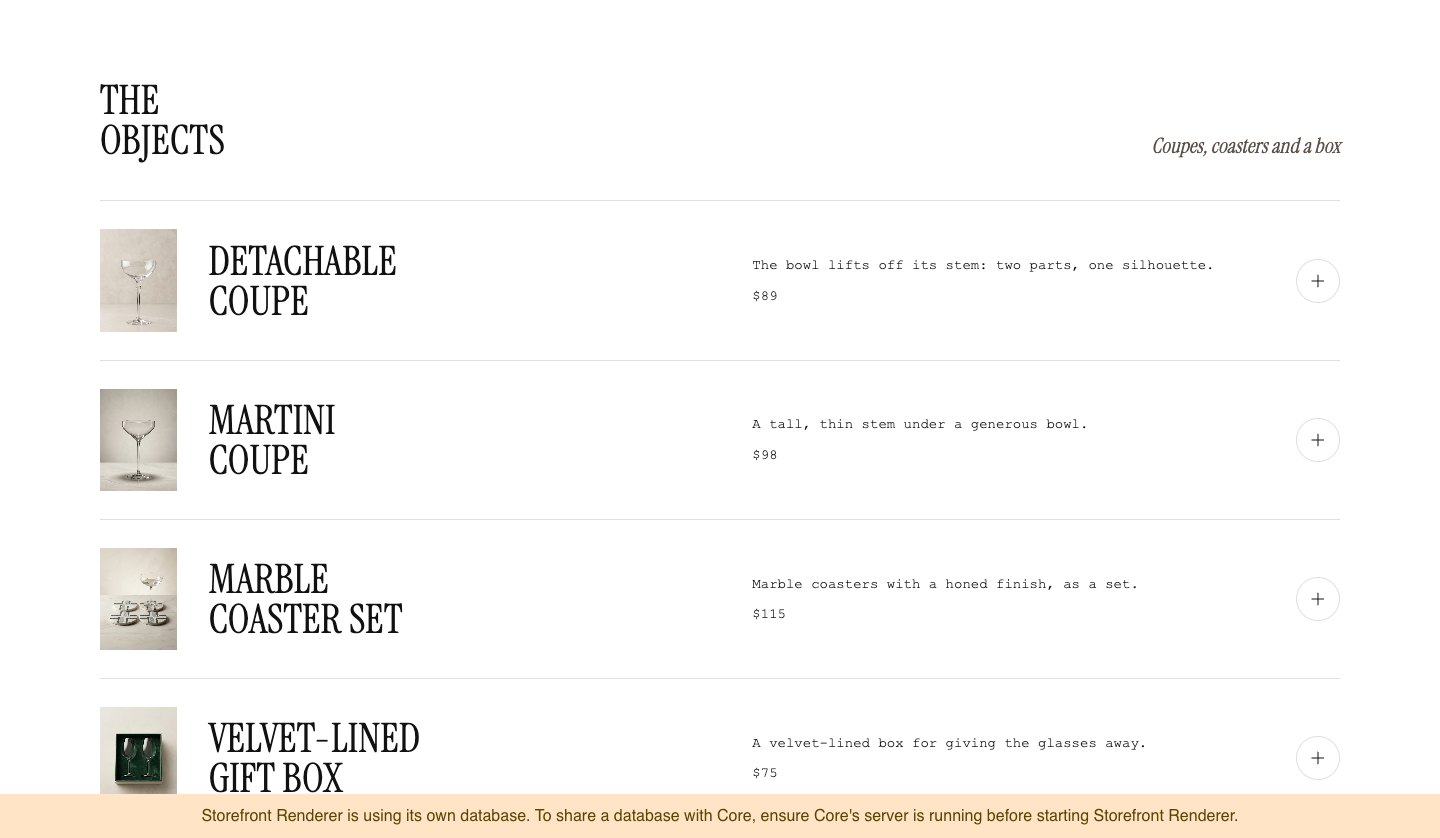 THE
OBJECTS
Coupes, coasters and a box
DETACHABLE
COUPE
The bowl lifts off its stem: two parts, one silhouette.
$89
MARTINI
COUPE
A tall, thin stem under a generous bowl.
$98
MARBLE
COASTER SET
Marble coasters with a honed finish, as a set.
$115
VELVET-LINED
GIFT BOX
A velvet-lined box for giving the glasses away.
$75
Storefront Renderer is using its own database. To share a database with Core, ensure Core's server is running before starting Storefront Renderer.